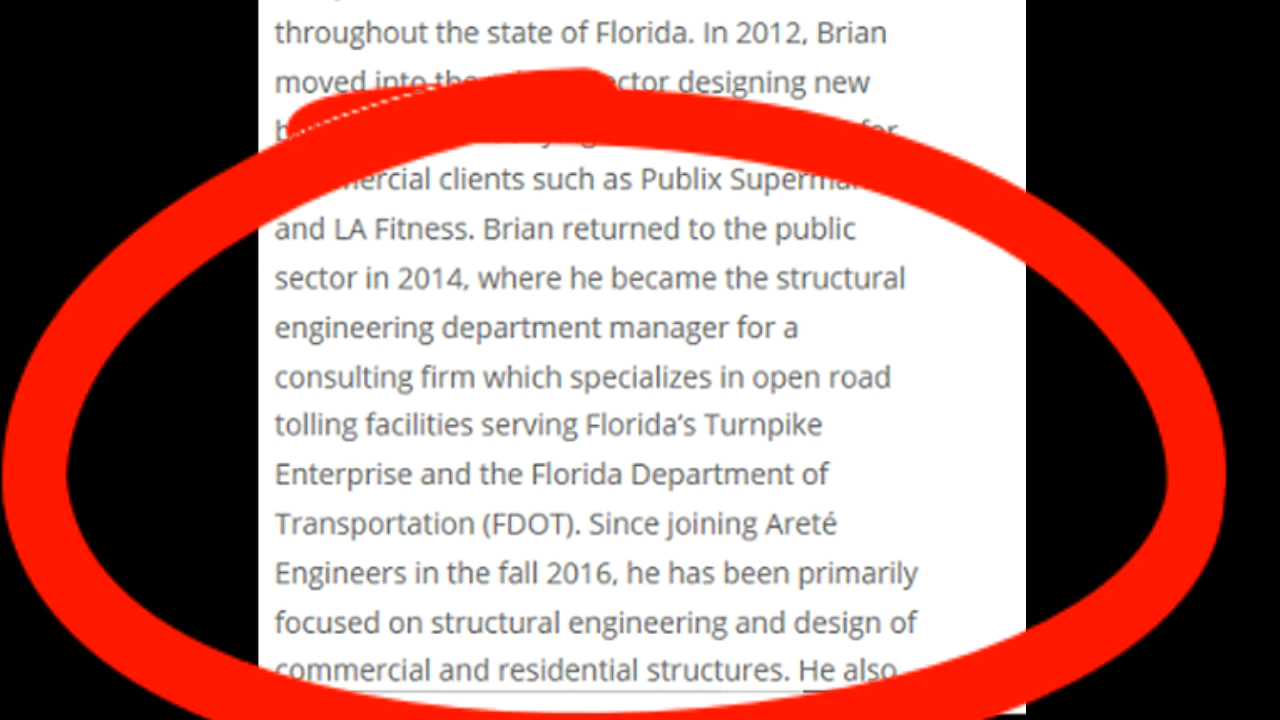 throughout the state of Florida. In 2012, Brian
moved into the designing new
for
clients such as Publix
and LA Fitness. Brian returned to the public
sector in 2014, where he became the structural
engineering department manager for a
consulting firm which specializes in open road
tolling facilities serving Florida’s Turnpike
Enterprise and the Florida Department of
Transportation (FDOT). Since joining Areté
Engineers in the fall 2016, he has been primarily
focused on structural engineering and design of
commercial and residential structures. He also